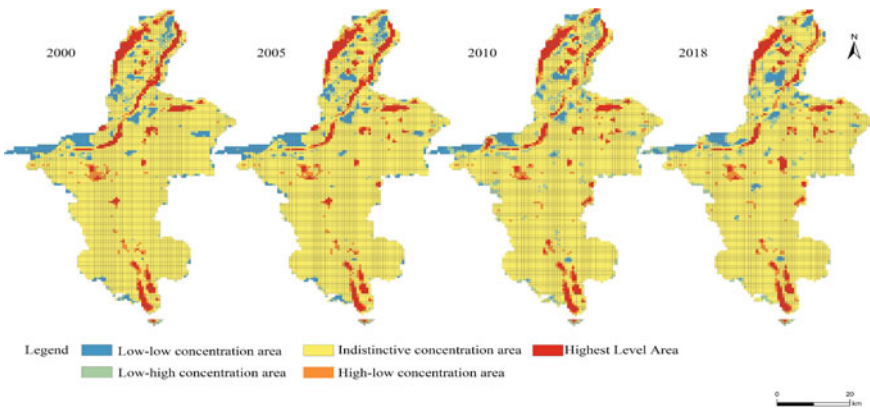 2000 2005 2010 2018 N
Legend Low-low concentration area Indistinctive concentration area Highest Level Area
Low-high concentration area High-low concentration area
0 20
km